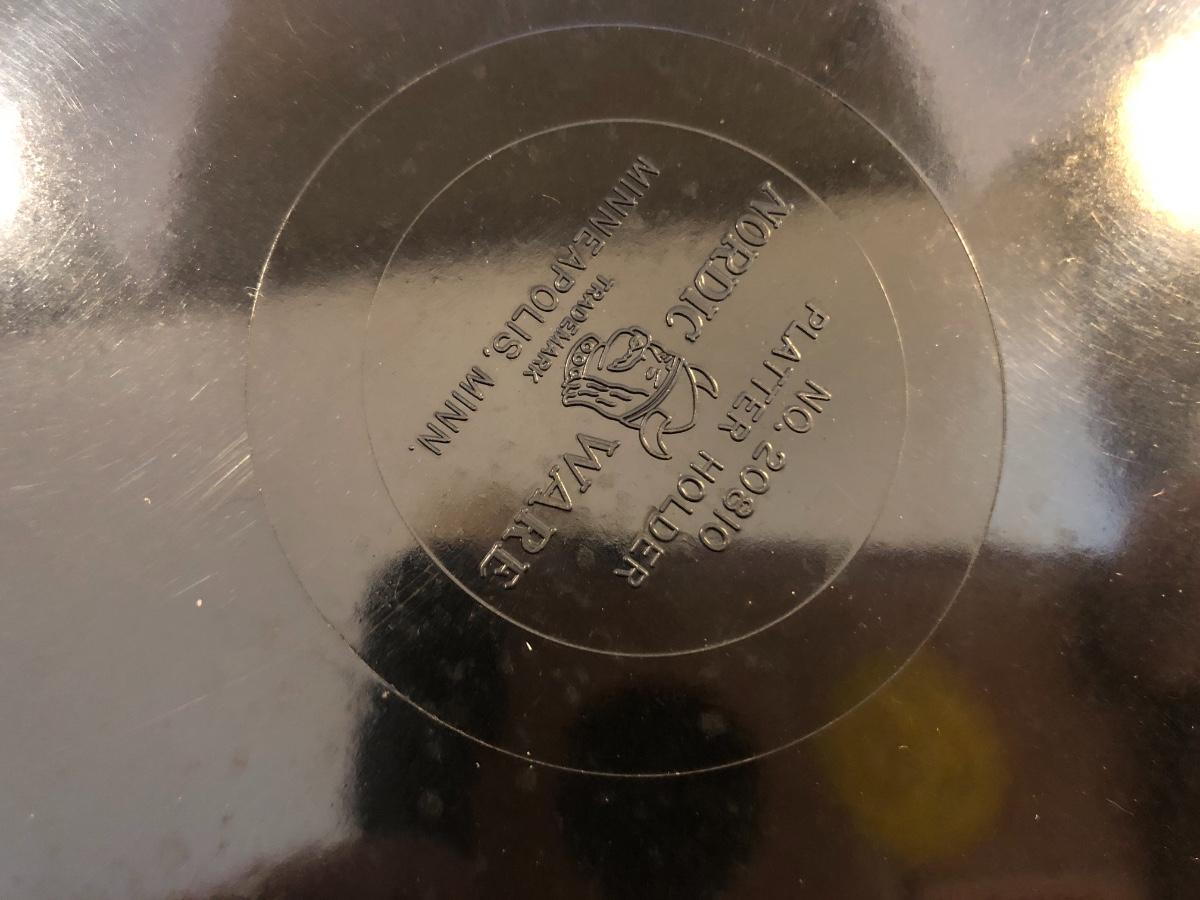 NO. 20810
PLATTER HOLDER
NORDIC WARE
TRADEMARK
MINNEAPOLIS, MINN.